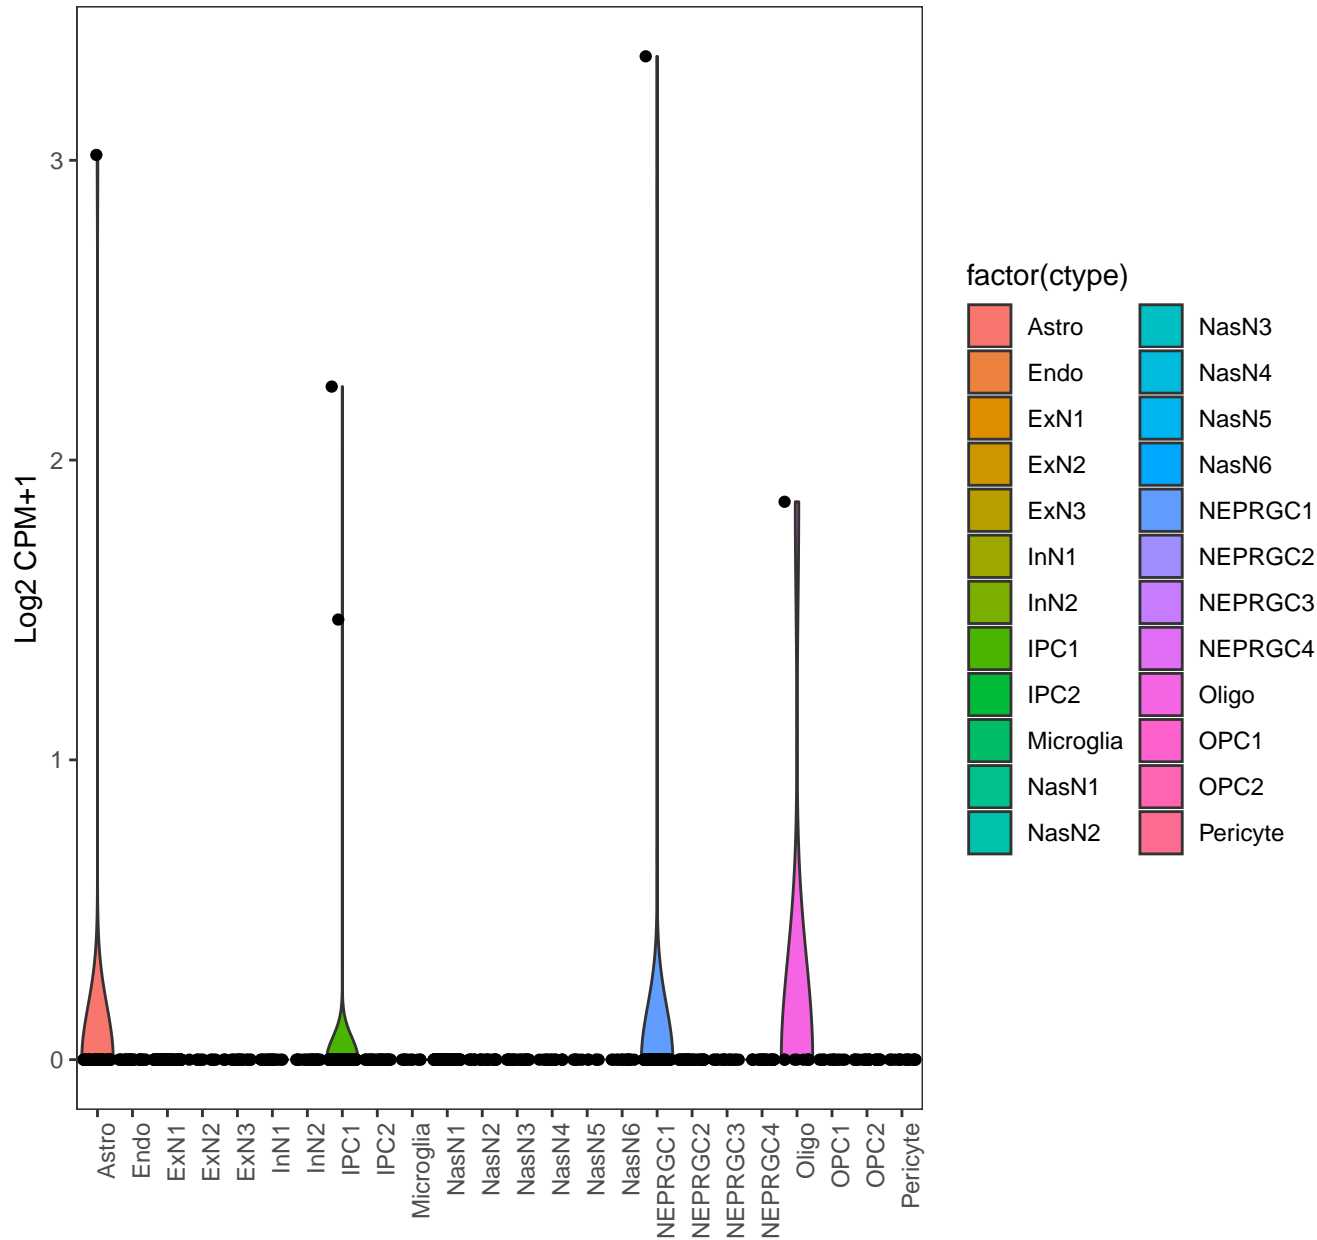 Log2 CPM+1
3
2
1
0
Astro
Endo
ExN1
ExN2
ExN3
InN1
InN2
IPC1
IPC2
Microglia
NasN1
NasN2
NasN3
NasN4
NasN5
NasN6
NEPRGC1
NEPRGC2
NEPRGC3
NEPRGC4
Oligo
OPC1
OPC2
Pericyte
factor(ctype)
Astro
Endo
ExN1
ExN2
ExN3
InN1
InN2
IPC1
IPC2
Microglia
NasN1
NasN2
NasN3
NasN4
NasN5
NasN6
NEPRGC1
NEPRGC2
NEPRGC3
NEPRGC4
Oligo
OPC1
OPC2
Pericyte